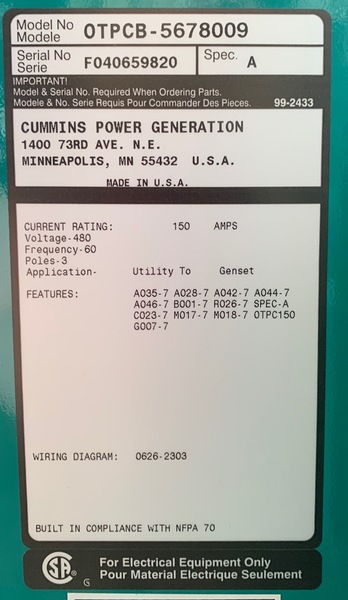 Model No OTPCB-5678009
Modele
Serial No F040659820 Spec. A
Serie
IMPORTANT!
Model & Serial No. Required When Ordering Parts.
Modele & No. Serie Requis Pour Commander Des Pieces. 99-2433
CUMMINS POWER GENERATION
1400 73RD AVE. N.E.
MINNEAPOLIS, MN 55432 U.S.A.
MADE IN U.S.A.
CURRENT RATING: 150 AMPS
Voltage-480
Frequency-60
Poles-3
Application- Utility To Genset
FEATURES: A035-7 A028-7 A042-7 A044-7
A046-7 B001-7 R026-7 SPEC-A
C023-7 M017-7 M018-7 OTPC150
G007-7
WIRING DIAGRAM: 0626-2303
BUILT IN COMPLIANCE WITH NFPA 70
SA G For Electrical Equipment Only
Pour Material Electrique Seulement